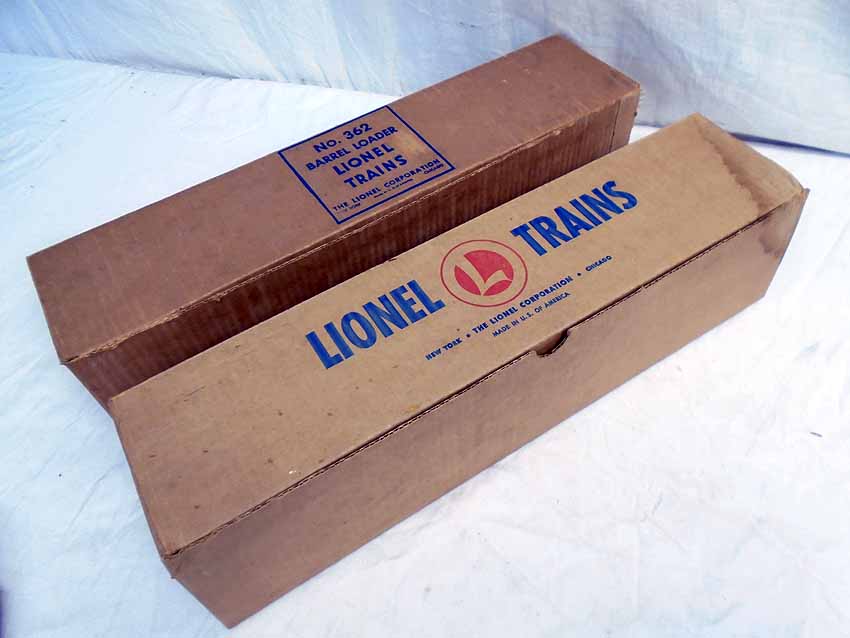 No. 362
BARREL LOADER
LIONEL
TRAINS
THE LIONEL CORPORATION
CHICAGO
LIONEL L TRAINS
NEW YORK • THE LIONEL CORPORATION • CHICAGO
MADE IN U.S. OF AMERICA